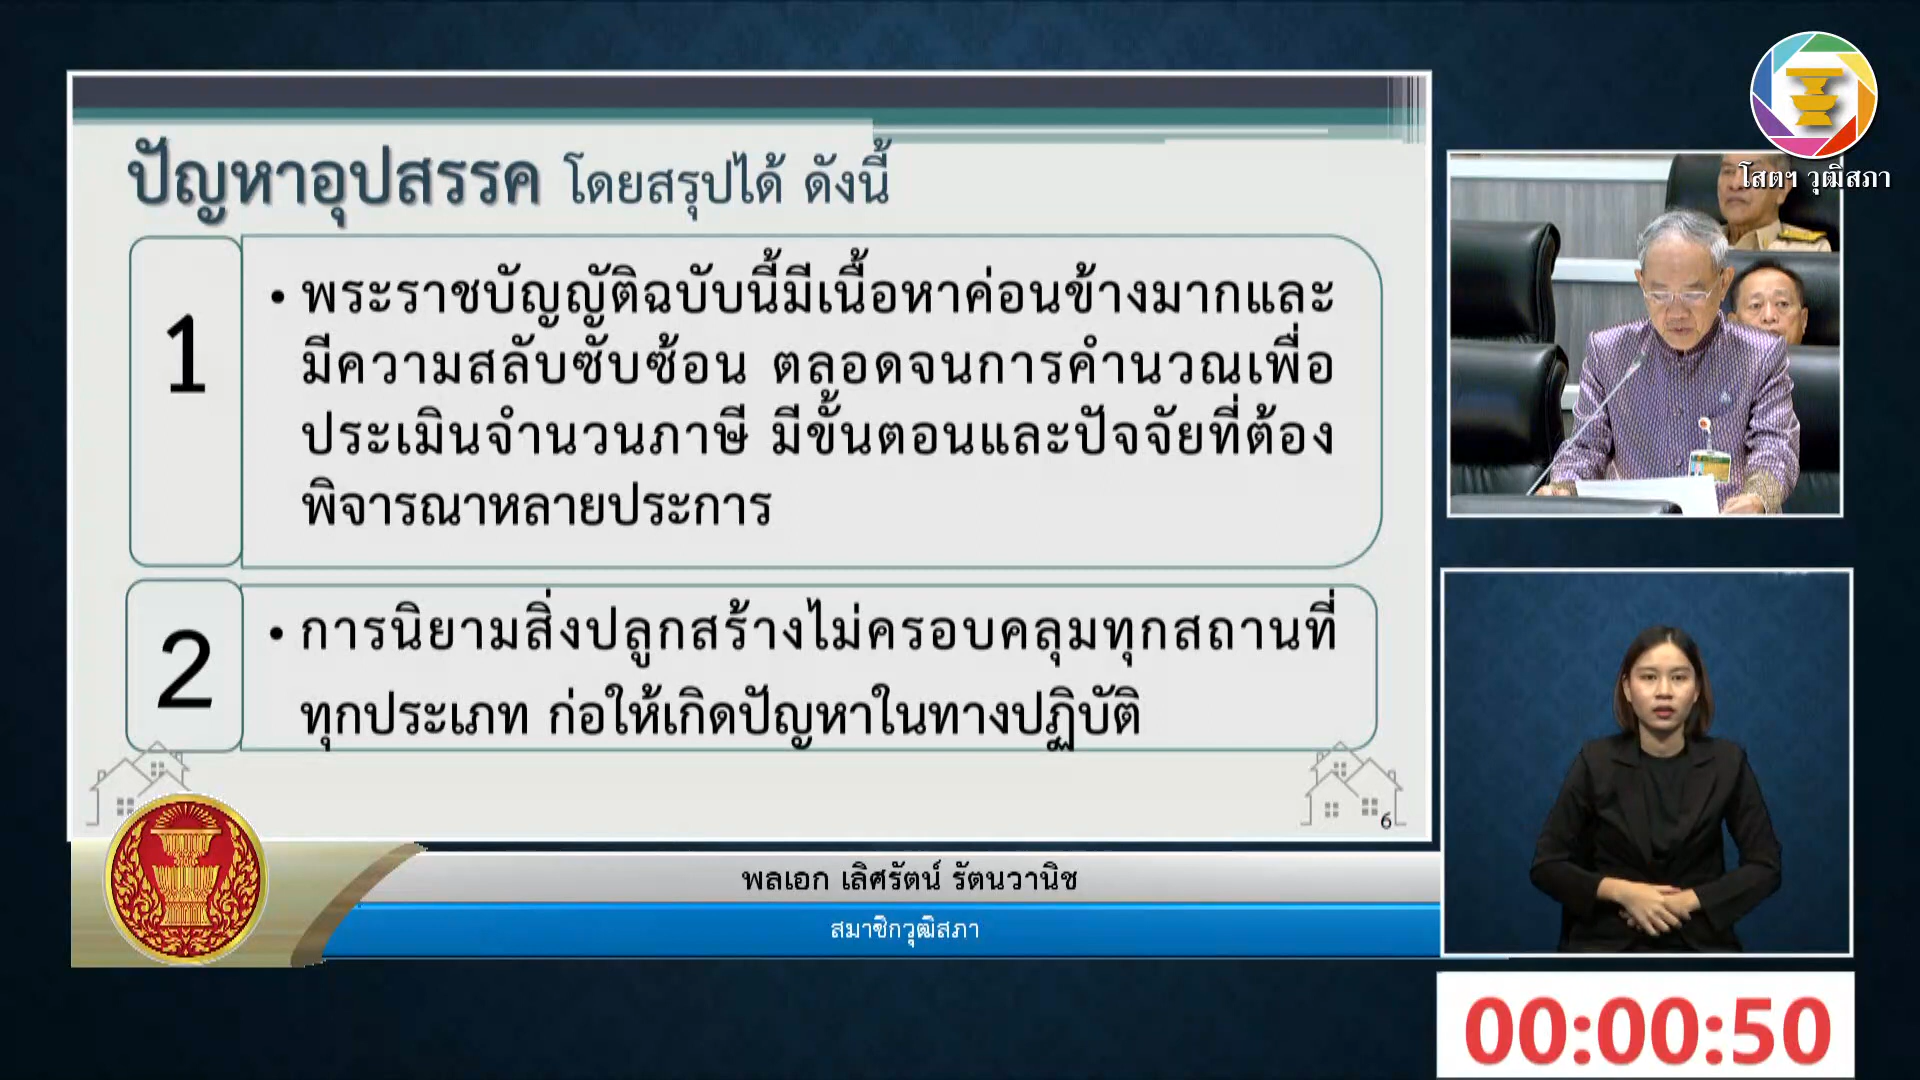 โสตฯ วุฒิสภา
ปัญหาอุปสรรค โดยสรุปได้ ดังนี้
1
• พระราชบัญญัติฉบับนี้มีเนื้อหาค่อนข้างมากและ
มีความสลับซับซ้อน ตลอดจนการคำนวณเพื่อ
ประเมินจำนวนภาษี มีขั้นตอนและปัจจัยที่ต้อง
พิจารณาหลายประการ
2
• การนิยามสิ่งปลูกสร้างไม่ครอบคลุมทุกสถานที่
ทุกประเภท ก่อให้เกิดปัญหาในทางปฏิบัติ
6
พลเอก เลิศรัตน์ รัตนวานิช
สมาชิกวุฒิสภา
00:00:50